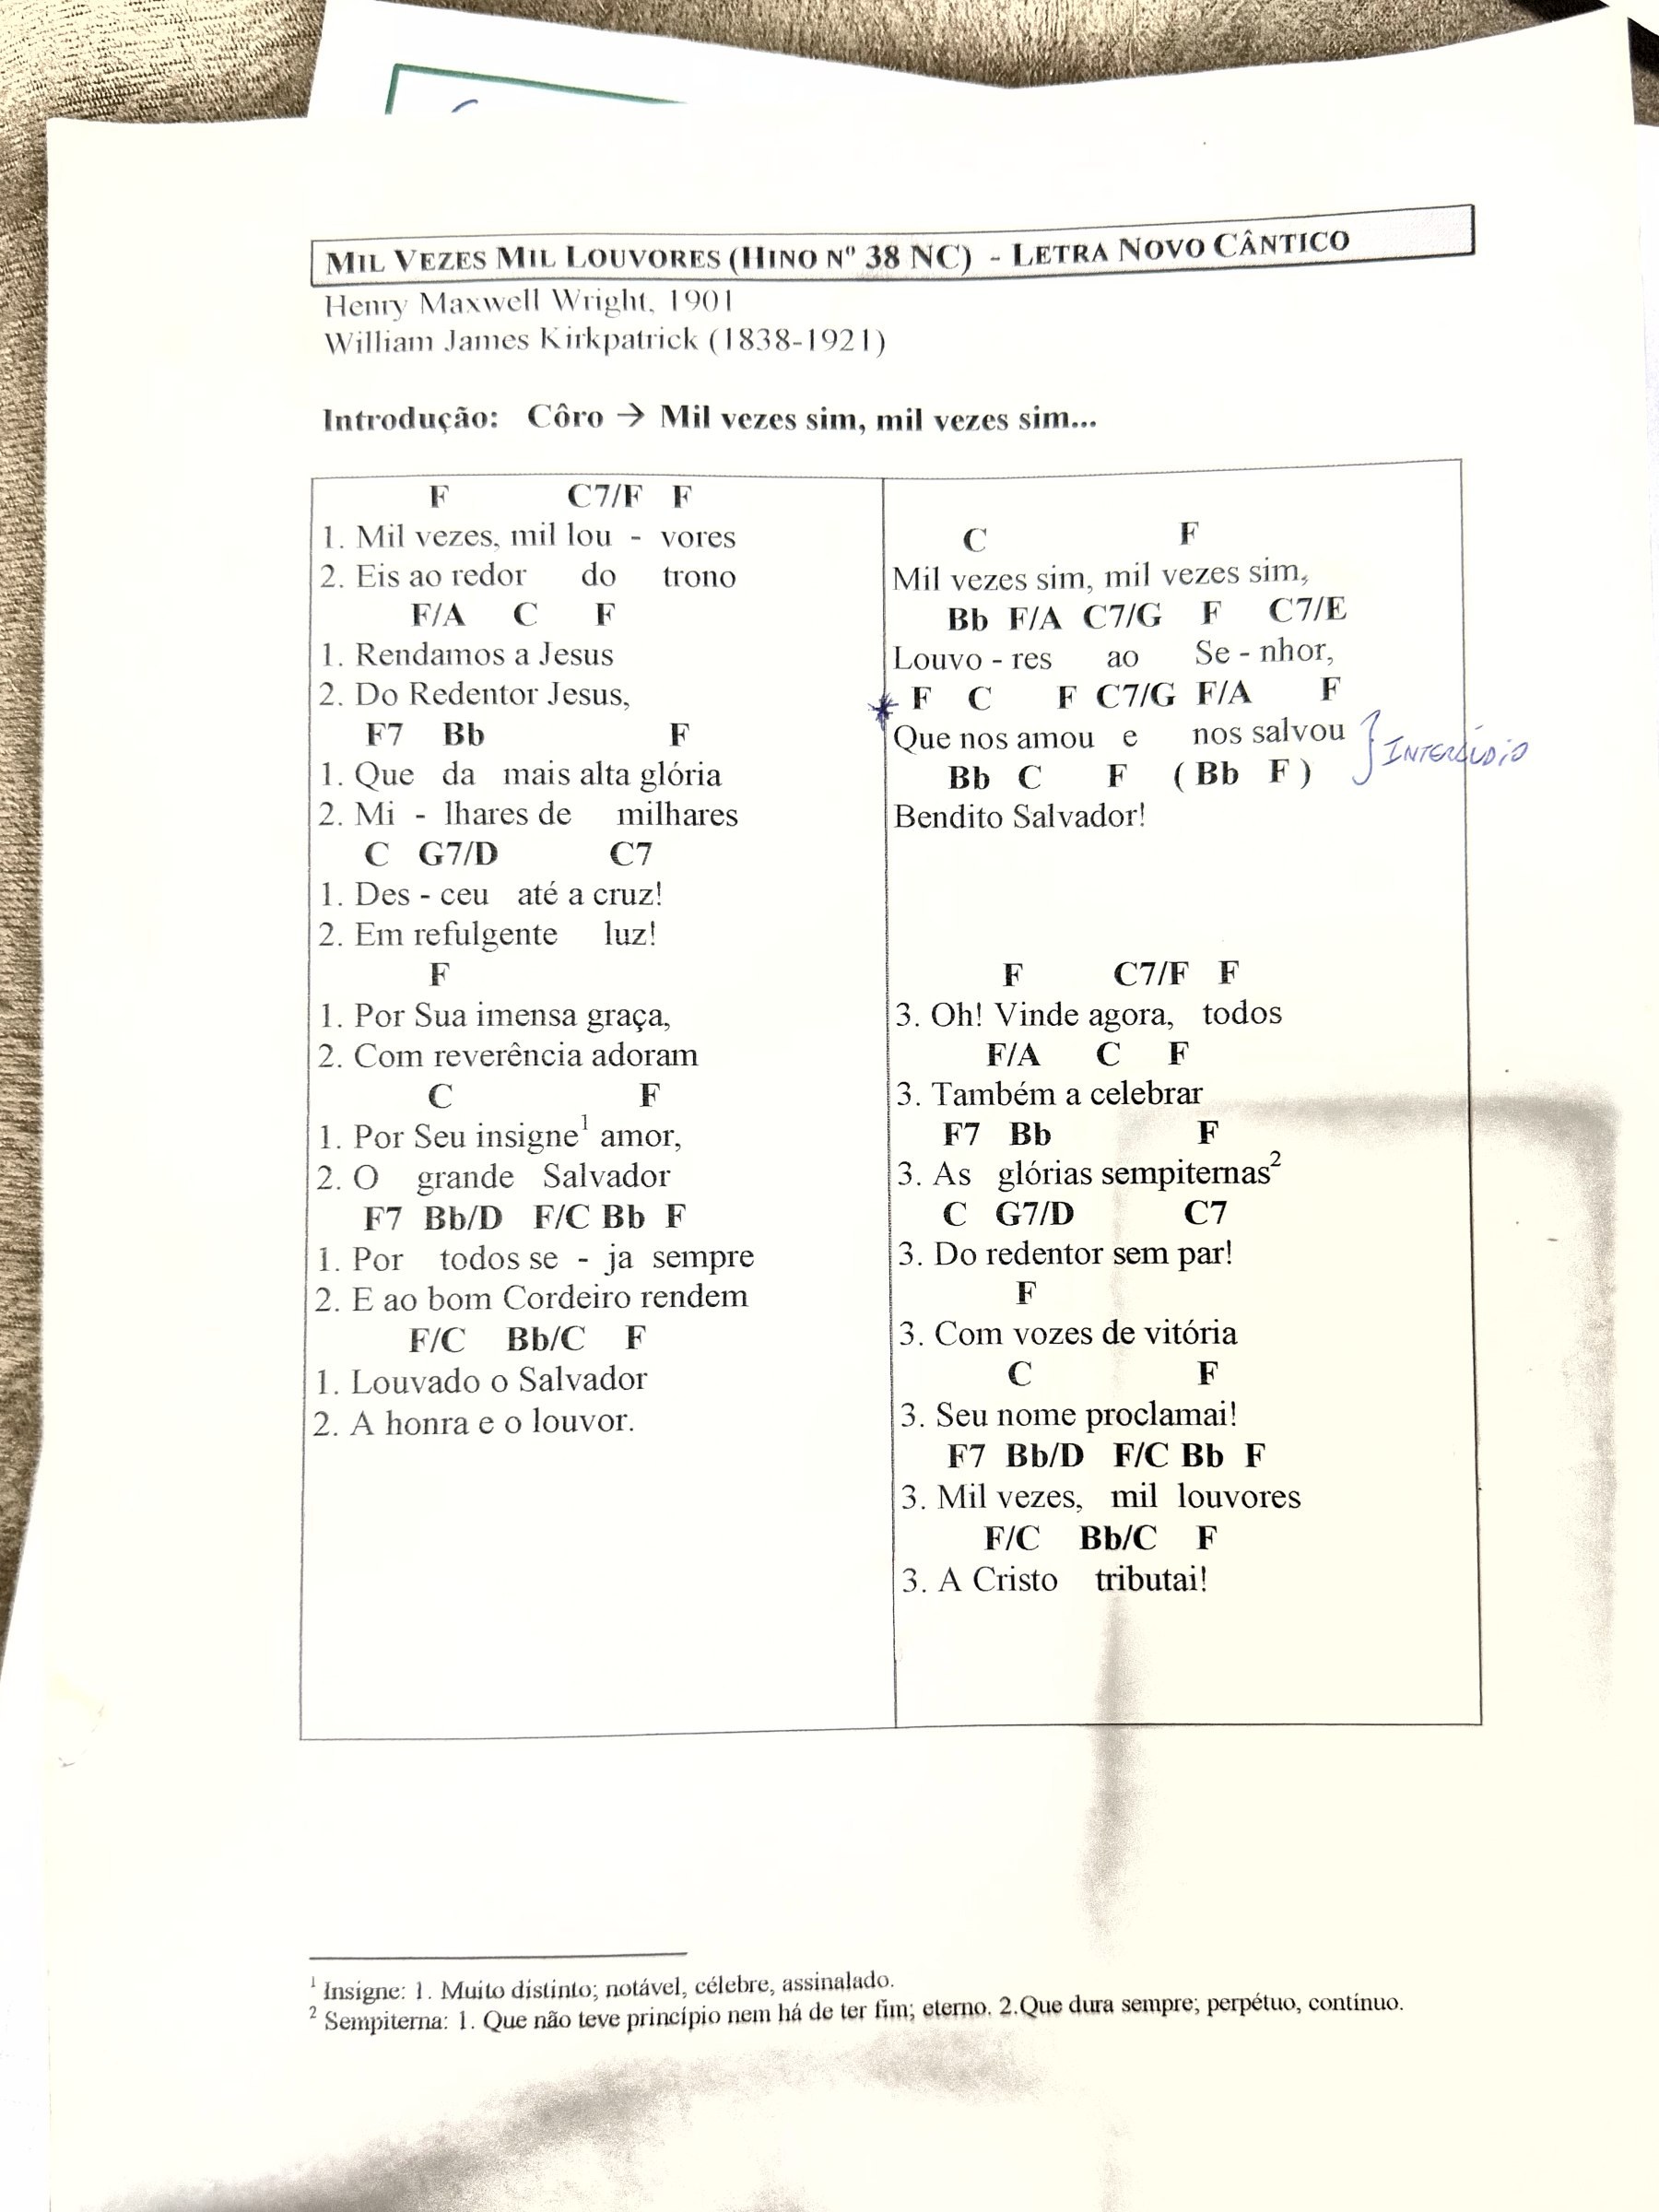 MIL VEZES MIL LOUVORES (HINO Nº 38 NC) - LETRA NOVO CÂNTICO
Henry Maxwell Wright, 1901
William James Kirkpatrick (1838-1921)
Introdução: Côro → Mil vezes sim, mil vezes sim...
F C7/F F
1. Mil vezes, mil lou - vores
2. Eis ao redor do trono
F/A C F
1. Rendamos a Jesus
2. Do Redentor Jesus,
F7 Bb F
1. Que da mais alta glória
2. Mi - lhares de milhares
C G7/D C7
1. Des - ceu até a cruz!
2. Em refulgente luz!
F
1. Por Sua imensa graça,
2. Com reverência adoram
C F
1. Por Seu insigne¹ amor,
2. O grande Salvador
F7 Bb/D F/C Bb F
1. Por todos se - ja sempre
2. E ao bom Cordeiro rendem
F/C Bb/C F
1. Louvado o Salvador
2. A honra e o louvor.
C F
Mil vezes sim, mil vezes sim,
Bb F/A C7/G F C7/E
Louvo - res ao Se - nhor,
* F C F C7/G F/A F
Que nos amou e nos salvou } INTERLÚDIO
Bb C F ( Bb F )
Bendito Salvador!
F C7/F F
3. Oh! Vinde agora, todos
F/A C F
3. Também a celebrar
F7 Bb F
3. As glórias sempiternas²
C G7/D C7
3. Do redentor sem par!
F
3. Com vozes de vitória
C F
3. Seu nome proclamai!
F7 Bb/D F/C Bb F
3. Mil vezes, mil louvores
F/C Bb/C F
3. A Cristo tributai!
¹ Insigne: 1. Muito distinto; notável, célebre, assinalado.
² Sempiterna: 1. Que não teve princípio nem há de ter fim; eterno. 2.Que dura sempre; perpétuo, contínuo.